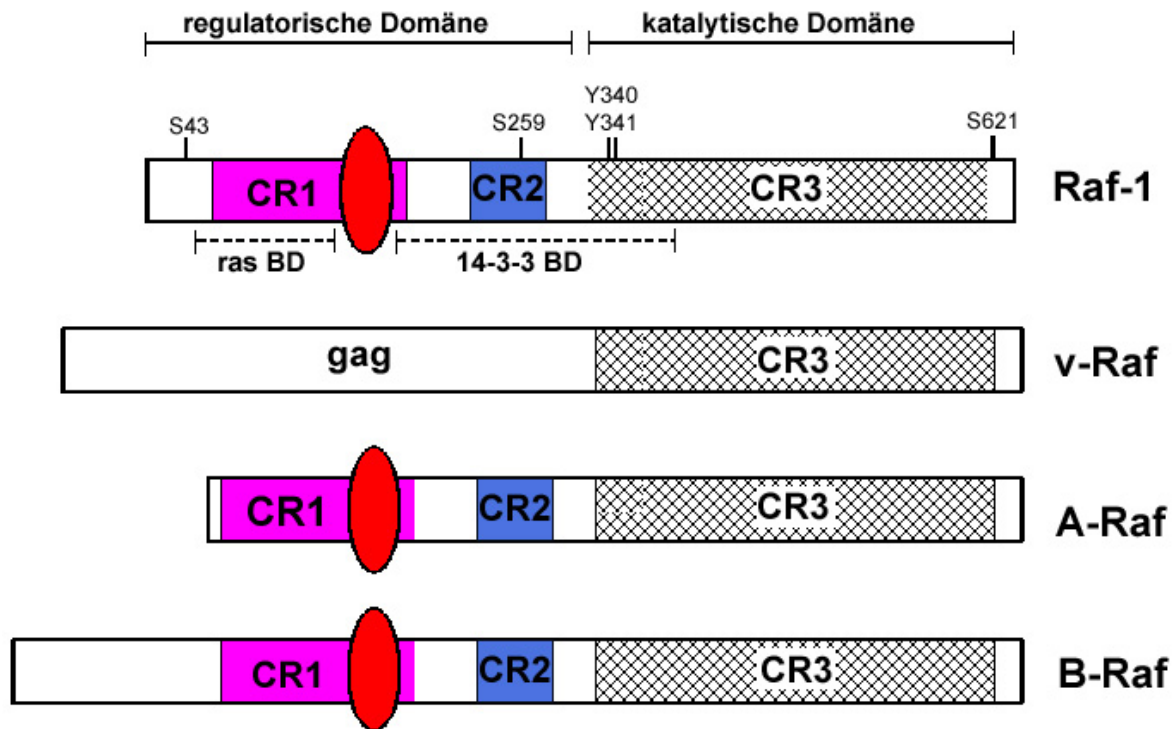 regulatorische Domäne
katalytische Domäne
S43
S259
Y340
Y341
S621
CR1
CR2
CR3
Raf-1
ras BD
14-3-3 BD
gag
CR3
v-Raf
CR1
CR2
CR3
A-Raf
CR1
CR2
CR3
B-Raf